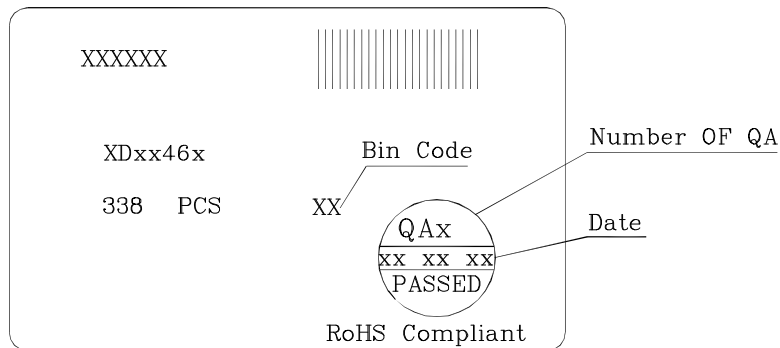 XXXXXX
Number OF QA
XDxx46x
Bin Code
338 PCS
XX
QAx
Date
xx xx xx
PASSED
RoHS Compliant